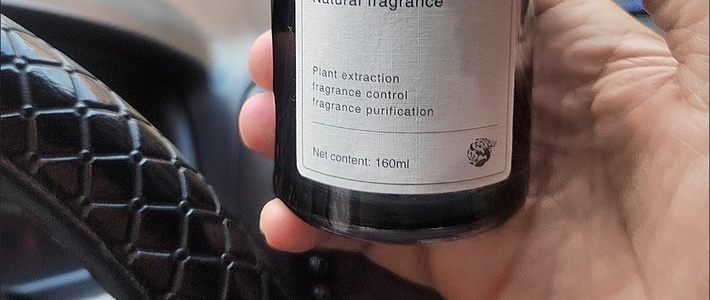 Natural fragrance
Plant extraction
fragrance control
fragrance purification
Net content: 160ml